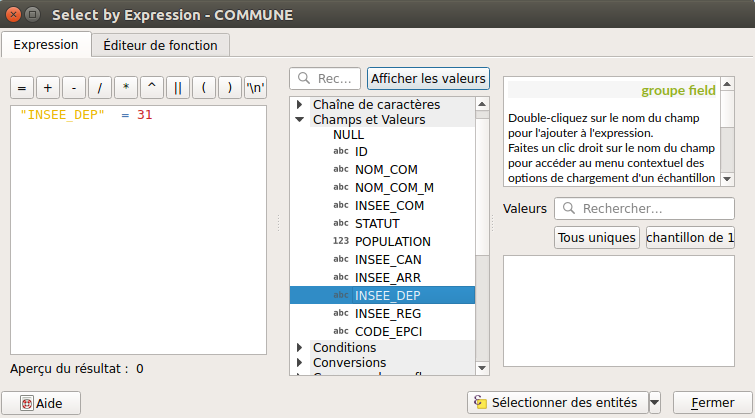 Select by Expression - COMMUNE
Expression
Éditeur de fonction
= + - / * ^ || ( ) '\n'
"INSEE_DEP" = 31
Aperçu du résultat : 0
Rec...
Afficher les valeurs
Chaîne de caractères
Champs et Valeurs
NULL
abc ID
abc NOM_COM
abc NOM_COM_M
abc INSEE_COM
abc STATUT
123 POPULATION
abc INSEE_CAN
abc INSEE_ARR
abc INSEE_DEP
abc INSEE_REG
abc CODE_EPCI
Conditions
Conversions
groupe field
Double-cliquez sur le nom du champ
pour l'ajouter à l'expression.
Faites un clic droit sur le nom du champ
pour accéder au menu contextuel des
options de chargement d'un échantillon
Valeurs
Rechercher...
Tous uniques
chantillon de 1
Aide
Sélectionner des entités
Fermer